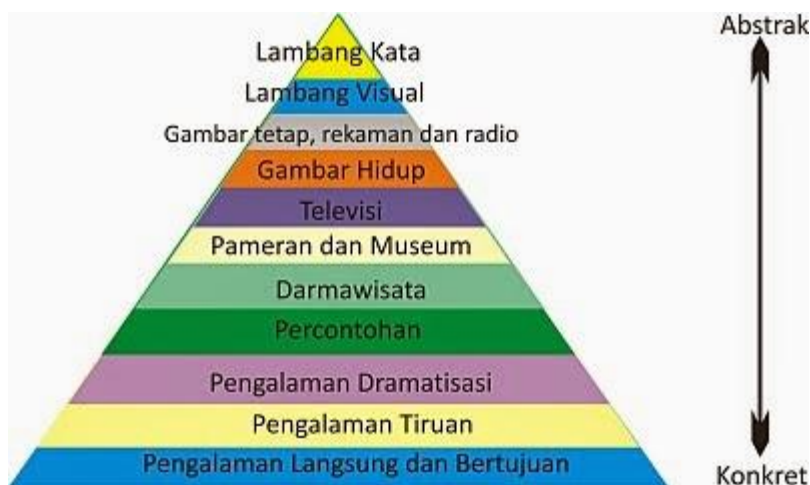 Abstrak
Lambang Kata
Lambang Visual
Gambar tetap, rekaman dan radio
Gambar Hidup
Televisi
Pameran dan Museum
Darmawisata
Percontohan
Pengalaman Dramatisasi
Pengalaman Tiruan
Pengalaman Langsung dan Bertujuan
Konkret